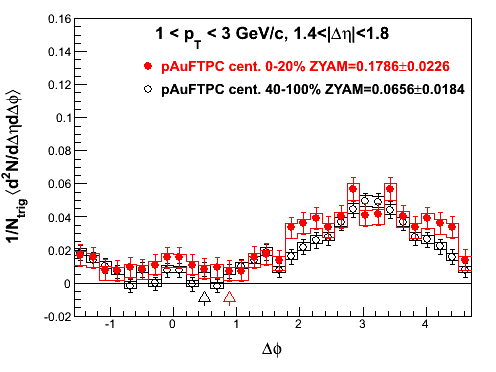 1 < p_T < 3 GeV/c, 1.4<|Δη|<1.8
pAuFTPC cent. 0-20% ZYAM=0.1786±0.0226
pAuFTPC cent. 40-100% ZYAM=0.0656±0.0184
1/N_trig ⟨d²N/dΔηdΔϕ⟩
0.16
0.14
0.12
0.1
0.08
0.06
0.04
0.02
0
-0.02
-1 0 1 2 3 4
Δϕ